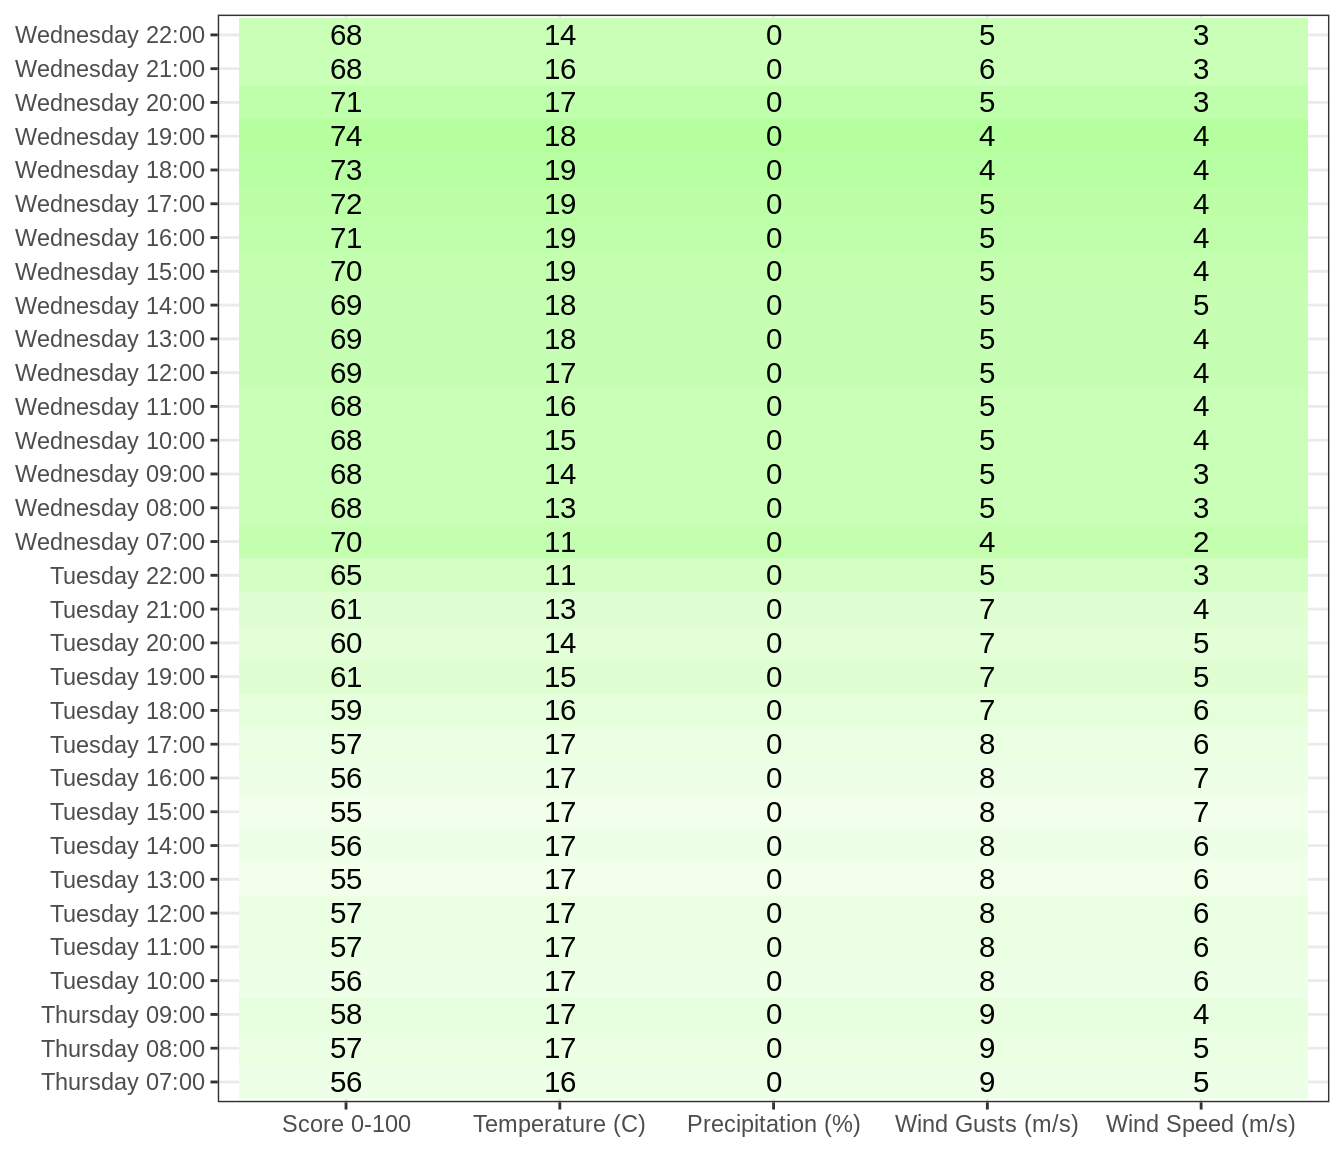 Wednesday 22:00 68 14 0 5 3
Wednesday 21:00 68 16 0 6 3
Wednesday 20:00 71 17 0 5 3
Wednesday 19:00 74 18 0 4 4
Wednesday 18:00 73 19 0 4 4
Wednesday 17:00 72 19 0 5 4
Wednesday 16:00 71 19 0 5 4
Wednesday 15:00 70 19 0 5 4
Wednesday 14:00 69 18 0 5 5
Wednesday 13:00 69 18 0 5 4
Wednesday 12:00 69 17 0 5 4
Wednesday 11:00 68 16 0 5 4
Wednesday 10:00 68 15 0 5 4
Wednesday 09:00 68 14 0 5 3
Wednesday 08:00 68 13 0 5 3
Wednesday 07:00 70 11 0 4 2
Tuesday 22:00 65 11 0 5 3
Tuesday 21:00 61 13 0 7 4
Tuesday 20:00 60 14 0 7 5
Tuesday 19:00 61 15 0 7 5
Tuesday 18:00 59 16 0 7 6
Tuesday 17:00 57 17 0 8 6
Tuesday 16:00 56 17 0 8 7
Tuesday 15:00 55 17 0 8 7
Tuesday 14:00 56 17 0 8 6
Tuesday 13:00 55 17 0 8 6
Tuesday 12:00 57 17 0 8 6
Tuesday 11:00 57 17 0 8 6
Tuesday 10:00 56 17 0 8 6
Thursday 09:00 58 17 0 9 4
Thursday 08:00 57 17 0 9 5
Thursday 07:00 56 16 0 9 5
Score 0-100 Temperature (C) Precipitation (%) Wind Gusts (m/s) Wind Speed (m/s)